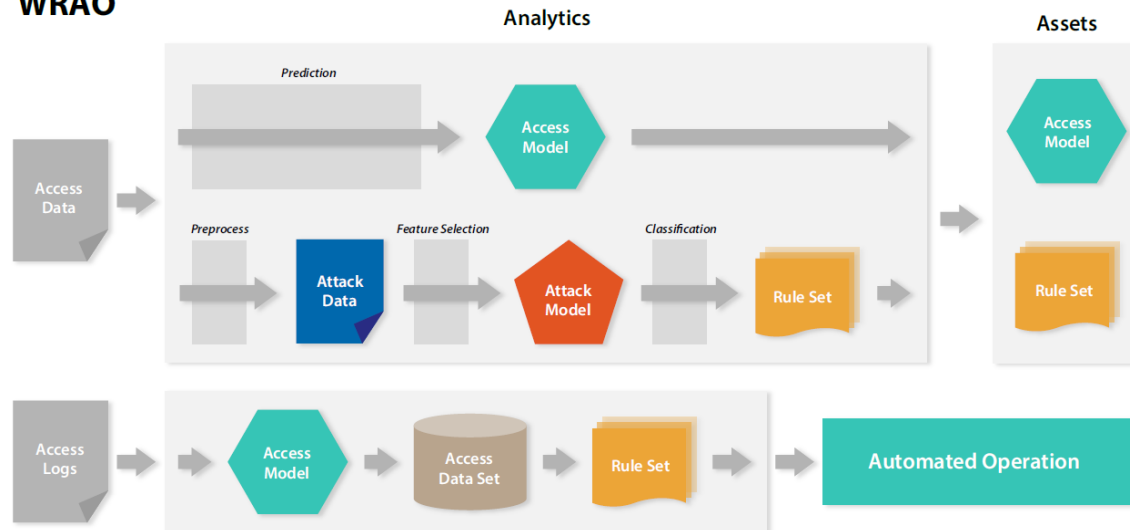 WRAO
Analytics
Assets
Prediction
Access
Model
Access
Model
Access
Data
Preprocess
Feature Selection
Classification
Attack
Data
Attack
Model
Rule Set
Rule Set
Access
Logs
Access
Model
Access
Data Set
Rule Set
Automated Operation